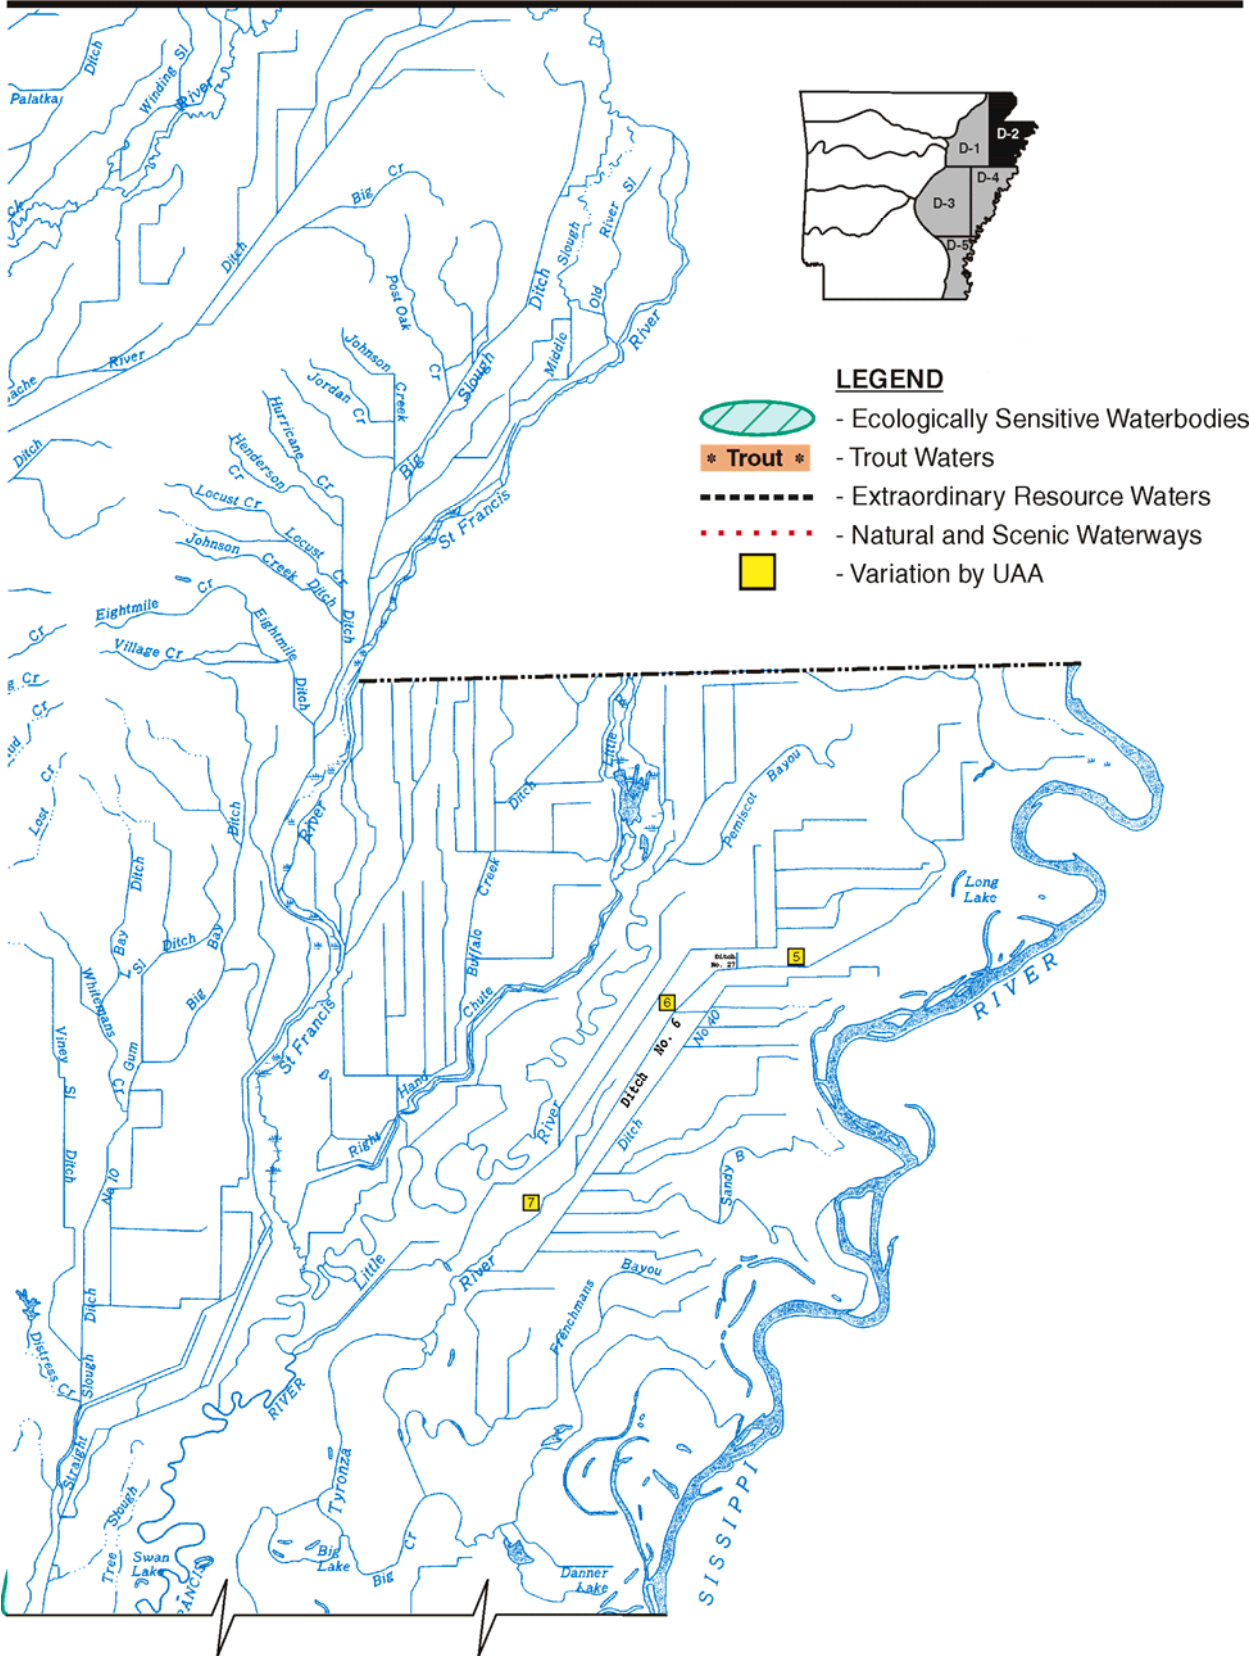 Ditch
Winding Sl
River
Palatka
Ck
D-2
D-1
D-4
D-3
D-5
Big Cr
Ditch
River Sl
Slough
Old
Ditch
Post Oak
Cr
Middle
River
Johnson
Creek
Jordan Cr
Slough
Big
River
ache
Hurricane
Cr
Henderson
Cr
Ditch
Locust Cr
Locust
Cr
St Francis
Johnson
Creek Ditch
Ditch
Cr
Eightmile
Eightmile
Ditch
Village Cr
Cr
g Cr
Cr
ud
Cr
Lost
LEGEND
- Ecologically Sensitive Waterbodies
* Trout * - Trout Waters
- Extraordinary Resource Waters
- Natural and Scenic Waterways
- Variation by UAA
Little
Ditch
Pemiscot Bayou
River
Ditch
Ditch
Creek
Buffalo
Long
Lake
Bay
Ditch
Bay
L Sl
Big
Whitemans
Cr
Gum
Viney
Sl
Ditch
No 10
Ditch
Slough
Ditch
No. 27
5
6
Ditch No. 6
No 40
Ditch
RIVER
St Francis
Chute
Hand
Right
River
7
Sandy B
Little
River
Frenchmans
Bayou
Distress Cr
Straight
RIVER
Tyronza
Slough
Tree
Swan
Lake
RANCIS
Big
Lake
Big
Cr
Danner
Lake
SISSIPPI